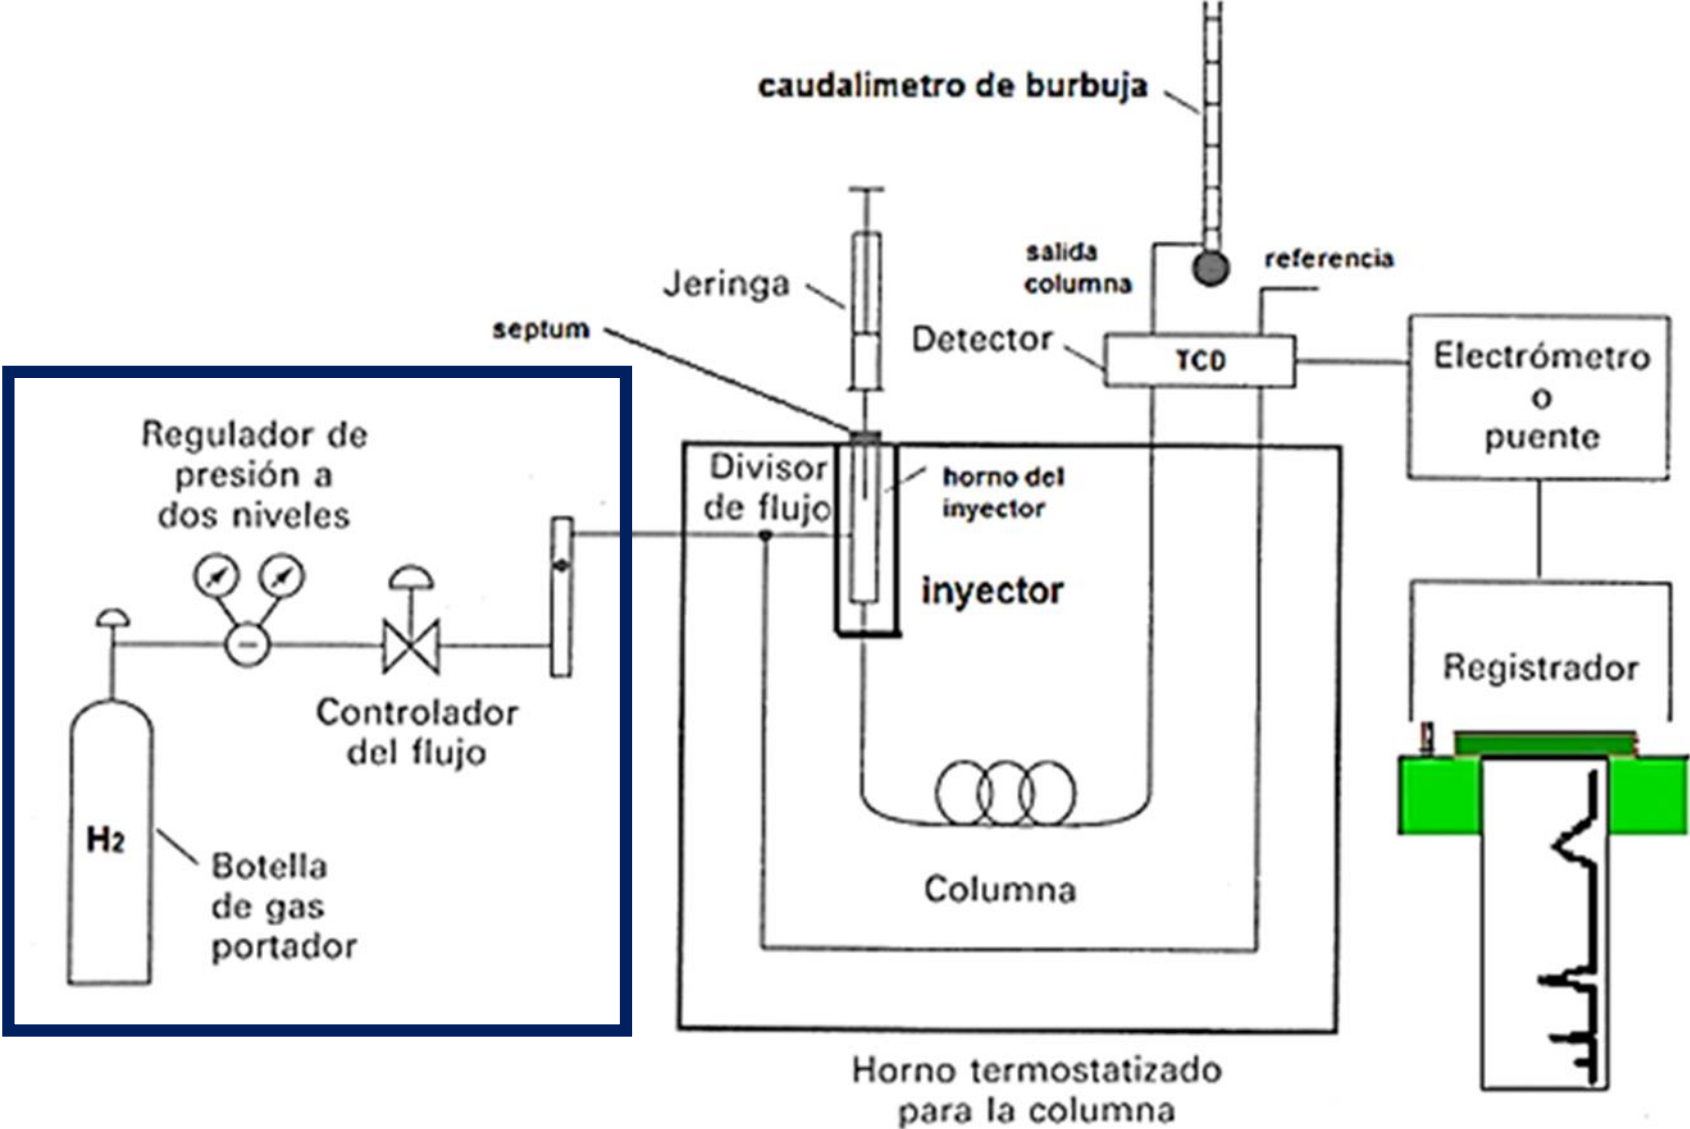 caudalimetro de burbuja
salida
columna
referencia
Jeringa
septum
Detector
TCD
Electrómetro
o
puente
Regulador de
presión a
dos niveles
Divisor
de flujo
horno del
inyector
inyector
Registrador
Controlador
del flujo
H2
Botella
de gas
portador
Columna
Horno termostatizado
para la columna